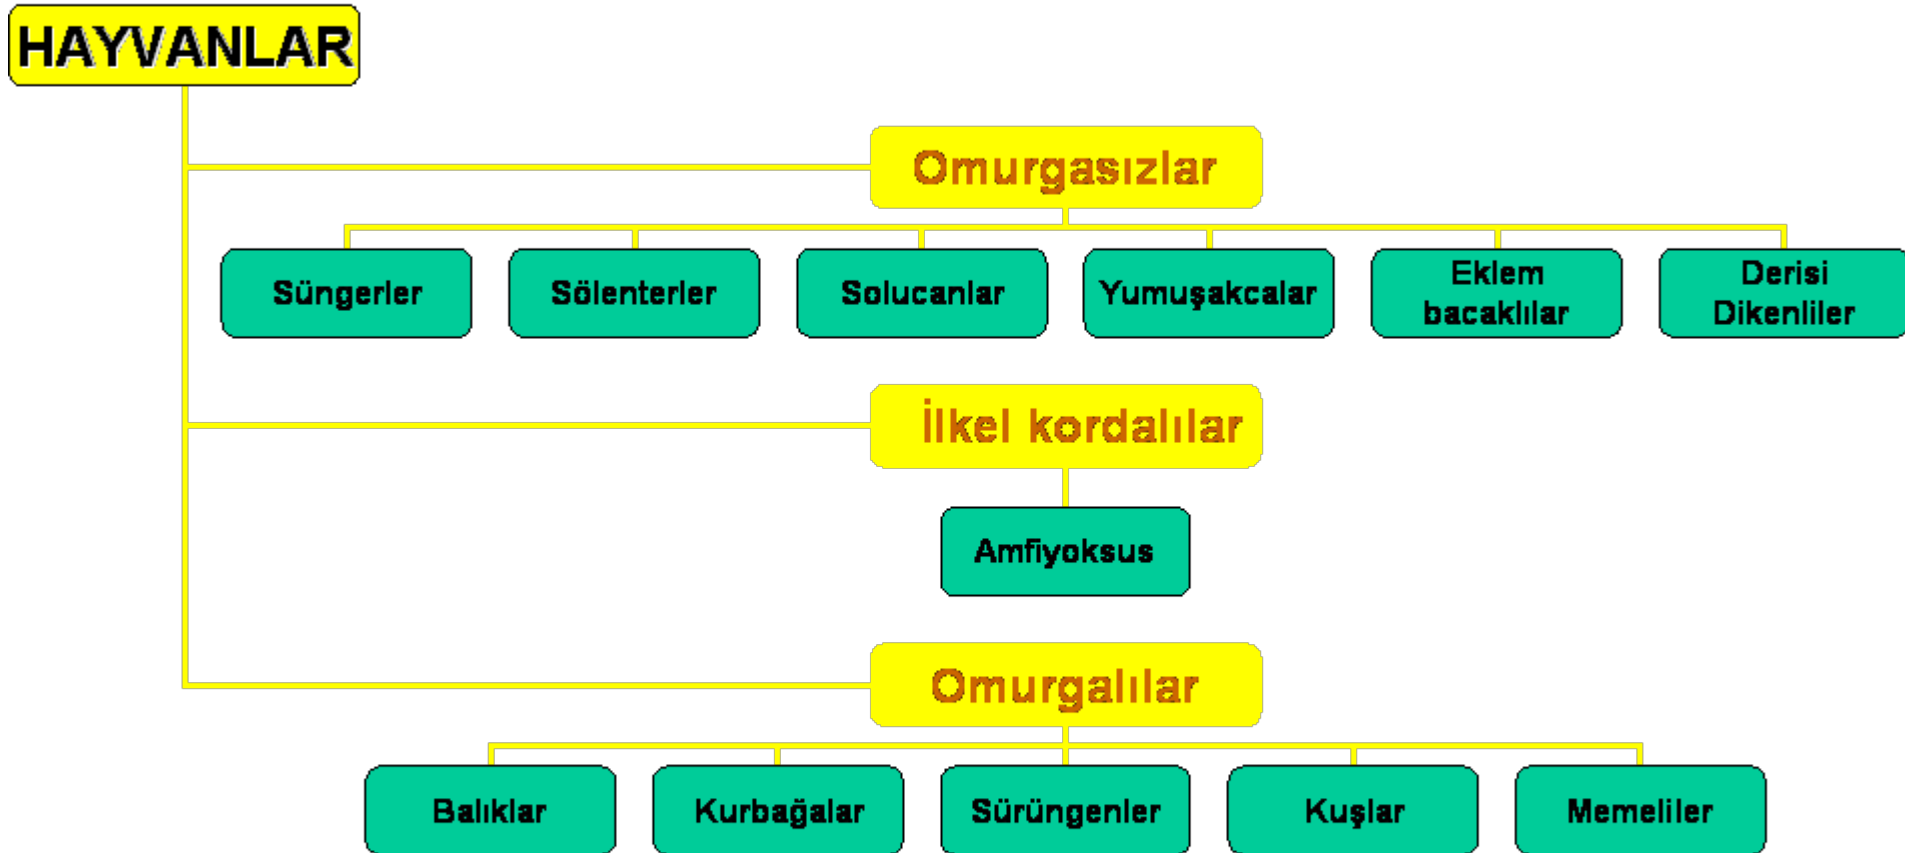 HAYVANLAR
Omurgasızlar
Süngerler
Sölenterler
Solucanlar
Yumuşakcalar
Eklem
bacaklılar
Derisi
Dikenliler
İlkel kordalılar
Amfiyoksus
Omurgalılar
Balıklar
Kurbağalar
Sürüngenler
Kuşlar
Memeliler